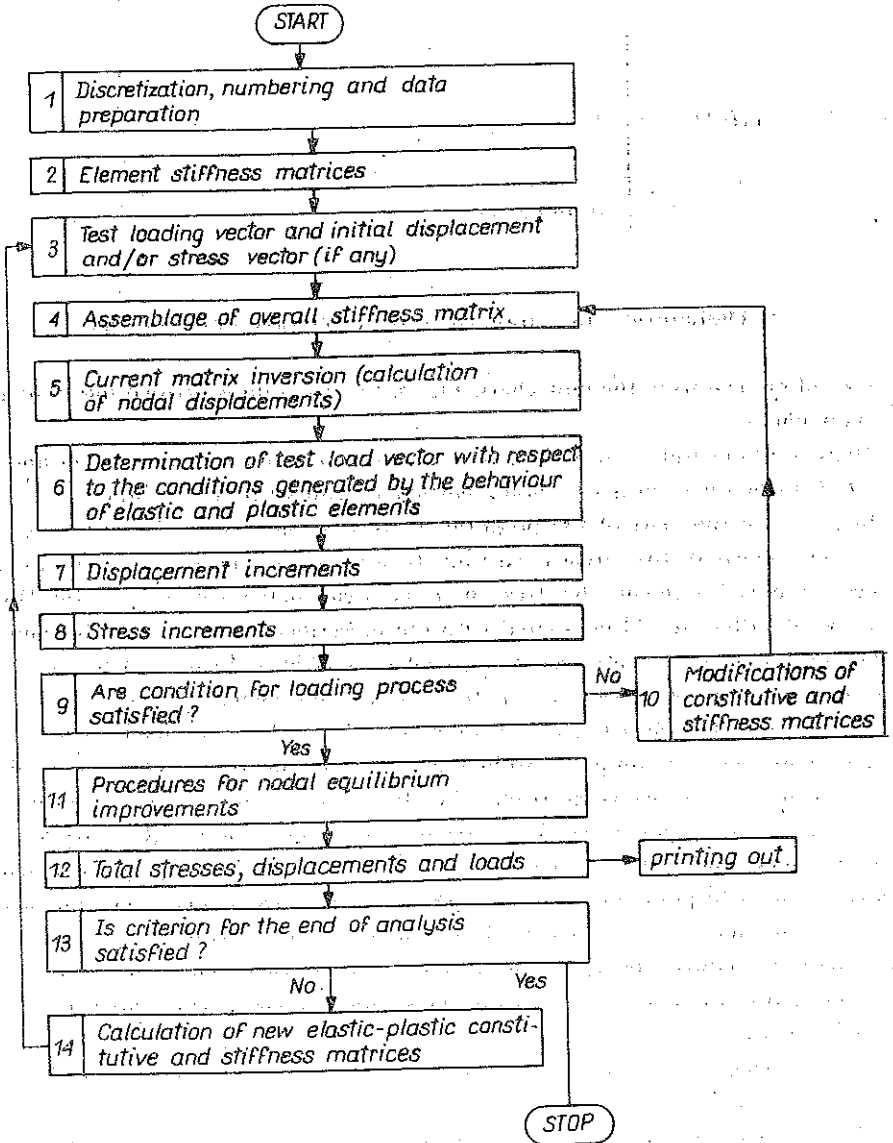 START
1 Discretization, numbering and data
preparation
2 Element stiffness matrices
3 Test loading vector and initial displacement
and/or stress vector (if any)
4 Assemblage of overall stiffness matrix
5 Current matrix inversion (calculation
of nodal displacements)
6 Determination of test load vector with respect
to the conditions generated by the behaviour
of elastic and plastic elements
7 Displacement increments
8 Stress increments
9 Are condition for loading process
satisfied ?
No
10 Modifications of
constitutive and
stiffness matrices
Yes
11 Procedures for nodal equilibrium
improvements
12 Total stresses, displacements and loads
printing out
13 Is criterion for the end of analysis
satisfied ?
No
Yes
14 Calculation of new elastic-plastic consti-
tutive and stiffness matrices
STOP